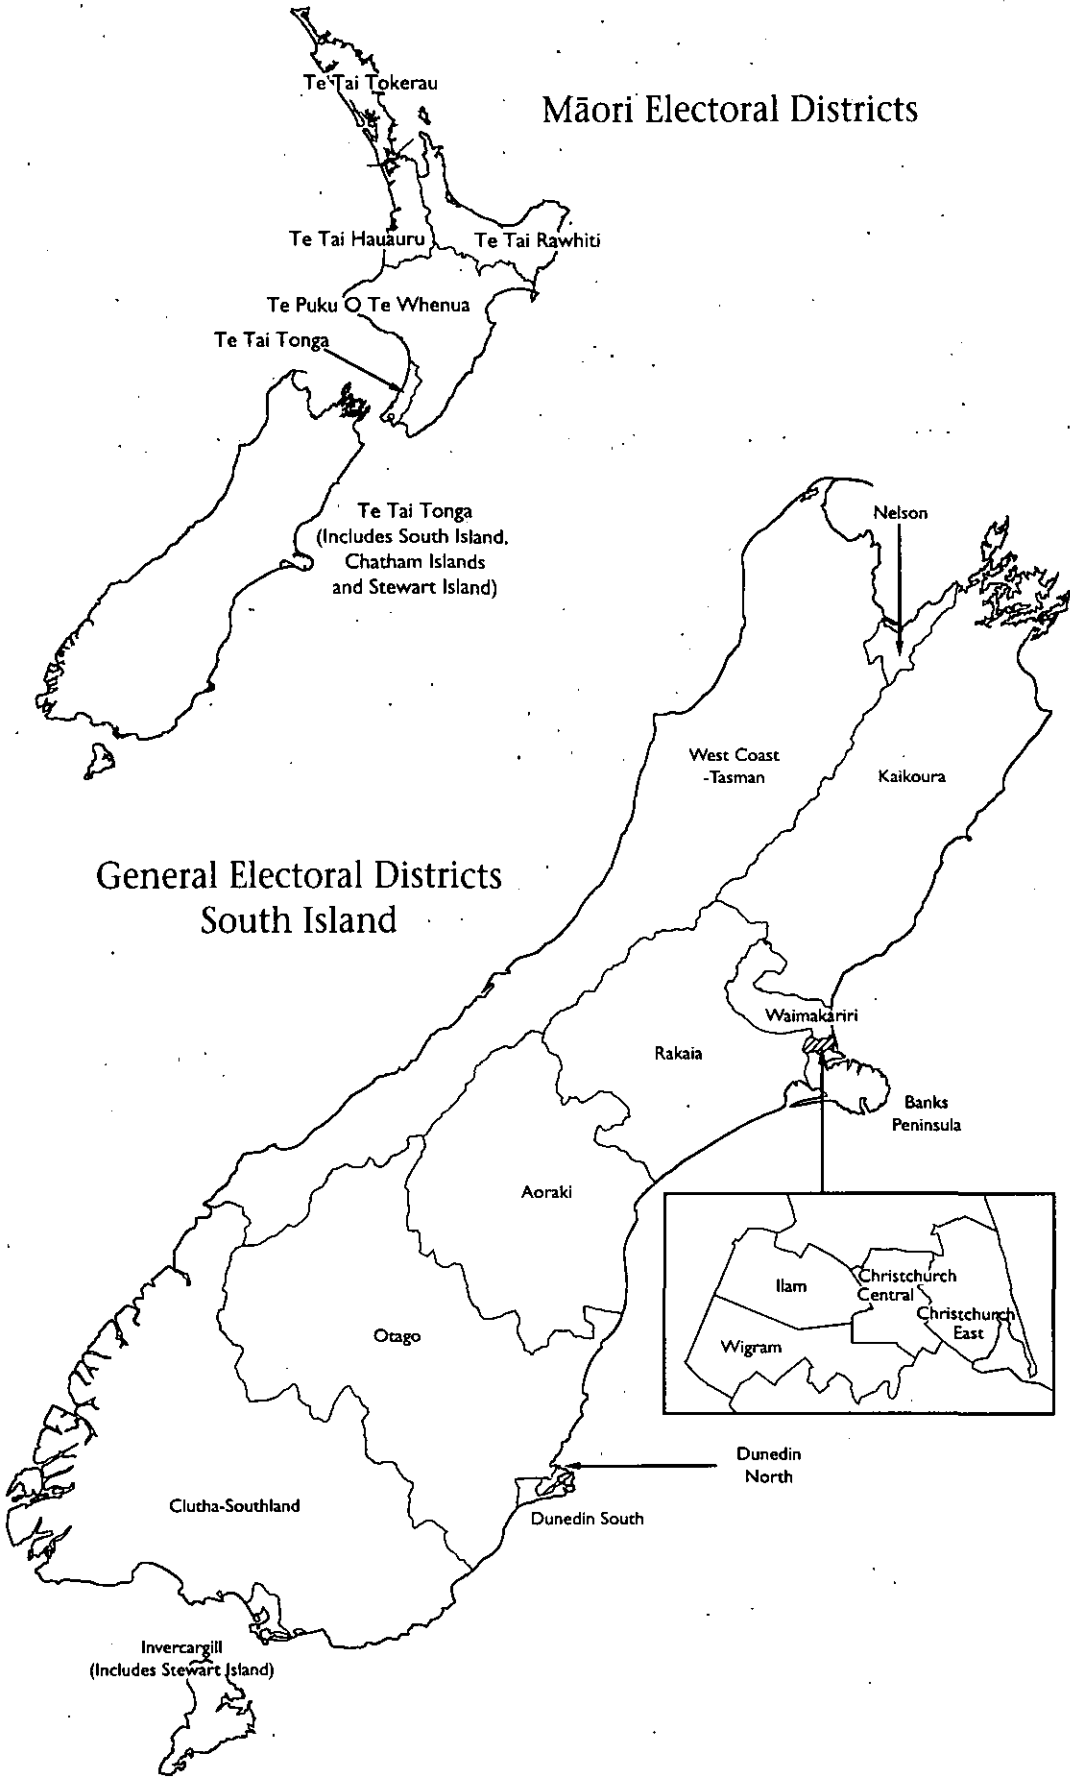 Te Tai Tokerau
Māori Electoral Districts
Te Tai Hauauru
Te Tai Rawhiti
Te Puku O Te Whenua
Te Tai Tonga
Te Tai Tonga
(Includes South Island,
Chatham Islands
and Stewart Island)
Nelson
West Coast
-Tasman
Kaikoura
General Electoral Districts
South Island
Waimakariri
Rakaia
Banks
Peninsula
Aoraki
Ilam
Christchurch
Central
Christchurch
East
Wigram
Otago
Dunedin
North
Clutha-Southland
Dunedin South
Invercargill
(Includes Stewart Island)